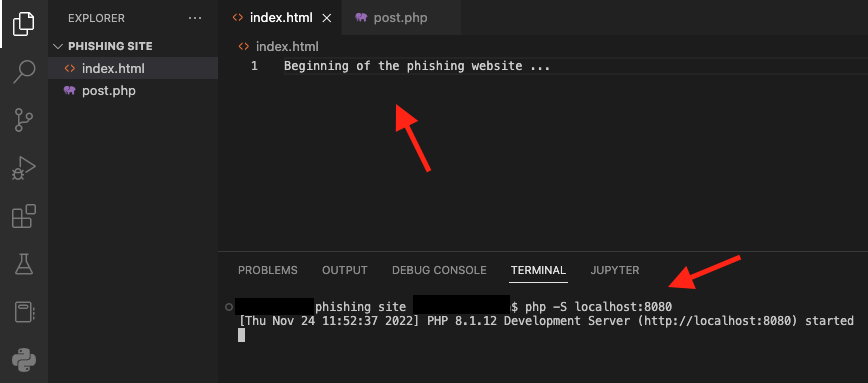 EXPLORER
PHISHING SITE
index.html
post.php
index.html
post.php
index.html
1 Beginning of the phishing website ...
PROBLEMS OUTPUT DEBUG CONSOLE TERMINAL JUPYTER
phishing site $ php -S localhost:8080
[Thu Nov 24 11:52:37 2022] PHP 8.1.12 Development Server (http://localhost:8080) started